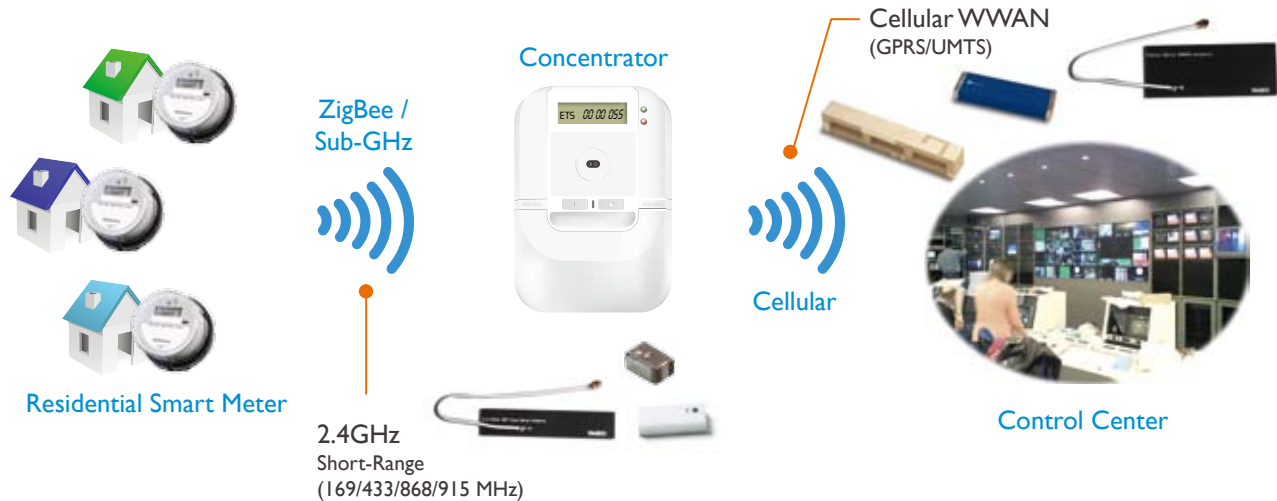 Cellular WWAN
(GPRS/UMTS)
Concentrator
ZigBee /
Sub-GHz
ETS 00 00 055
Cellular
Residential Smart Meter
Control Center
2.4GHz
Short-Range
(169/433/868/915 MHz)